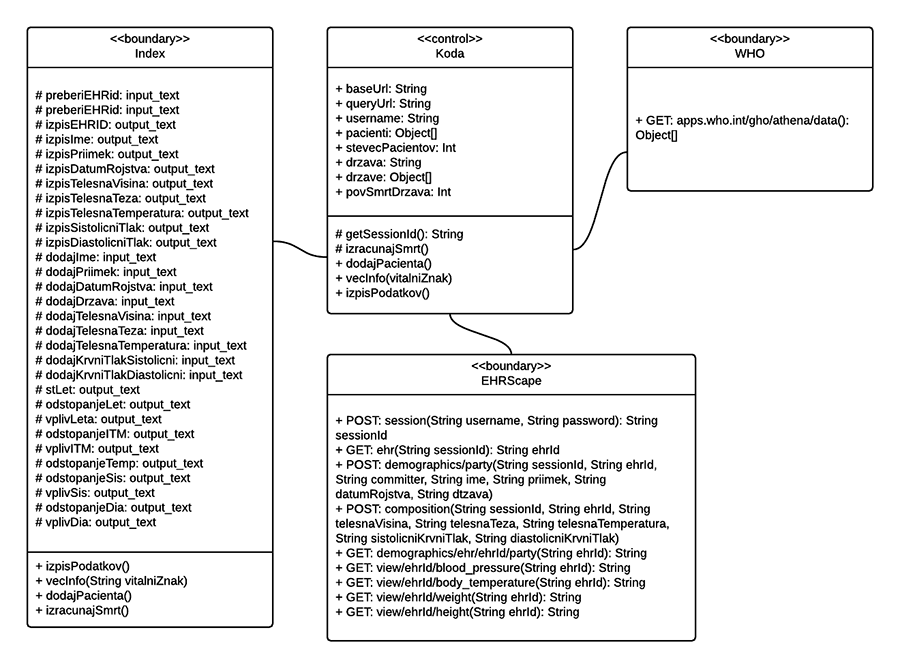 <<boundary>>
Index
# preberiEHRid: input_text
# preberiEHRid: input_text
# izpisEHRID: output_text
# izpisIme: output_text
# izpisPriimek: output_text
# izpisDatumRojstva: output_text
# izpisTelesnaVisina: output_text
# izpisTelesnaTeza: output_text
# izpisTelesnaTemperatura: output_text
# izpisSistolicniTlak: output_text
# izpisDiastolicniTlak: output_text
# dodajIme: input_text
# dodajPriimek: input_text
# dodajDatumRojstva: input_text
# dodajDrzava: input_text
# dodajTelesnaVisina: input_text
# dodajTelesnaTeza: input_text
# dodajTelesnaTemperatura: input_text
# dodajKrvniTlakSistolicni: input_text
# dodajKrvniTlakDiastolicni: input_text
# stLet: output_text
# odstopanjeLet: output_text
# vplivLeta: output_text
# odstopanjeITM: output_text
# vplivITM: output_text
# odstopanjeTemp: output_text
# odstopanjeSis: output_text
# vplivSis: output_text
# odstopanjeDia: output_text
# vplivDia: output_text
+ izpisPodatkov()
+ vecInfo(String vitalniZnak)
+ dodajPacienta()
+ izracunajSmrt()
<<control>>
Koda
+ baseUrl: String
+ queryUrl: String
+ username: String
+ pacienti: Object[]
+ stevecPacientov: Int
+ drzava: String
+ drzave: Object[]
+ povSmrtDrzava: Int
# getSessionId(): String
# izracunajSmrt()
+ dodajPacienta()
+ vecInfo(vitalniZnak)
+ izpisPodatkov()
<<boundary>>
WHO
+ GET: apps.who.int/gho/athena/data():
Object[]
<<boundary>>
EHRScape
+ POST: session(String username, String password): String
sessionId
+ GET: ehr(String sessionId): String ehrId
+ POST: demographics/party(String sessionId, String ehrId,
String committer, String ime, String priimek, String
datumRojstva, String dtzava)
+ POST: composition(String sessionId, String ehrId, String
telesnaVisina, String telesnaTeza, String telesnaTemperatura,
String sistolicniKrvniTlak, String diastolicniKrvniTlak)
+ GET: demographics/ehr/ehrId/party(String ehrId): String
+ GET: view/ehrId/blood_pressure(String ehrId): String
+ GET: view/ehrId/body_temperature(String ehrId): String
+ GET: view/ehrId/weight(String ehrId): String
+ GET: view/ehrId/height(String ehrId): String